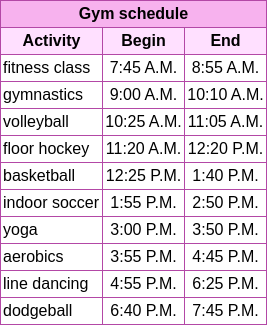 Gym schedule
Activity Begin End
fitness class 7:45 A.M. 8:55 A.M.
gymnastics 9:00 A.M. 10:10 A.M.
volleyball 10:25 A.M. 11:05 A.M.
floor hockey 11:20 A.M. 12:20 P.M.
basketball 12:25 P.M. 1:40 P.M.
indoor soccer 1:55 P.M. 2:50 P.M.
yoga 3:00 P.M. 3:50 P.M.
aerobics 3:55 P.M. 4:45 P.M.
line dancing 4:55 P.M. 6:25 P.M.
dodgeball 6:40 P.M. 7:45 P.M.